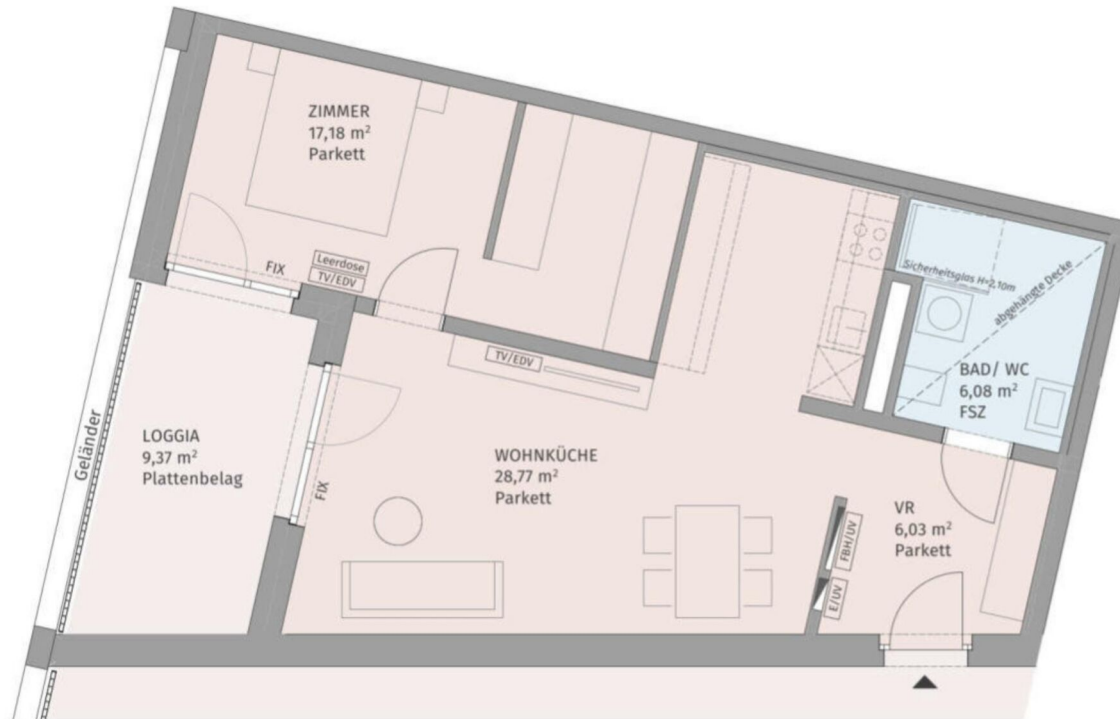 ZIMMER
17,18 m²
Parkett
FIX
Leerdose
TV/EDV
TV/EDV
Sicherheitsglas H=2,10m
abgehängte Decke
BAD/ WC
6,08 m²
FSZ
Geländer
LOGGIA
9,37 m²
Plattenbelag
FIX
WOHNKÜCHE
28,77 m²
Parkett
VR
6,03 m²
Parkett
FBH/UV
E/UV